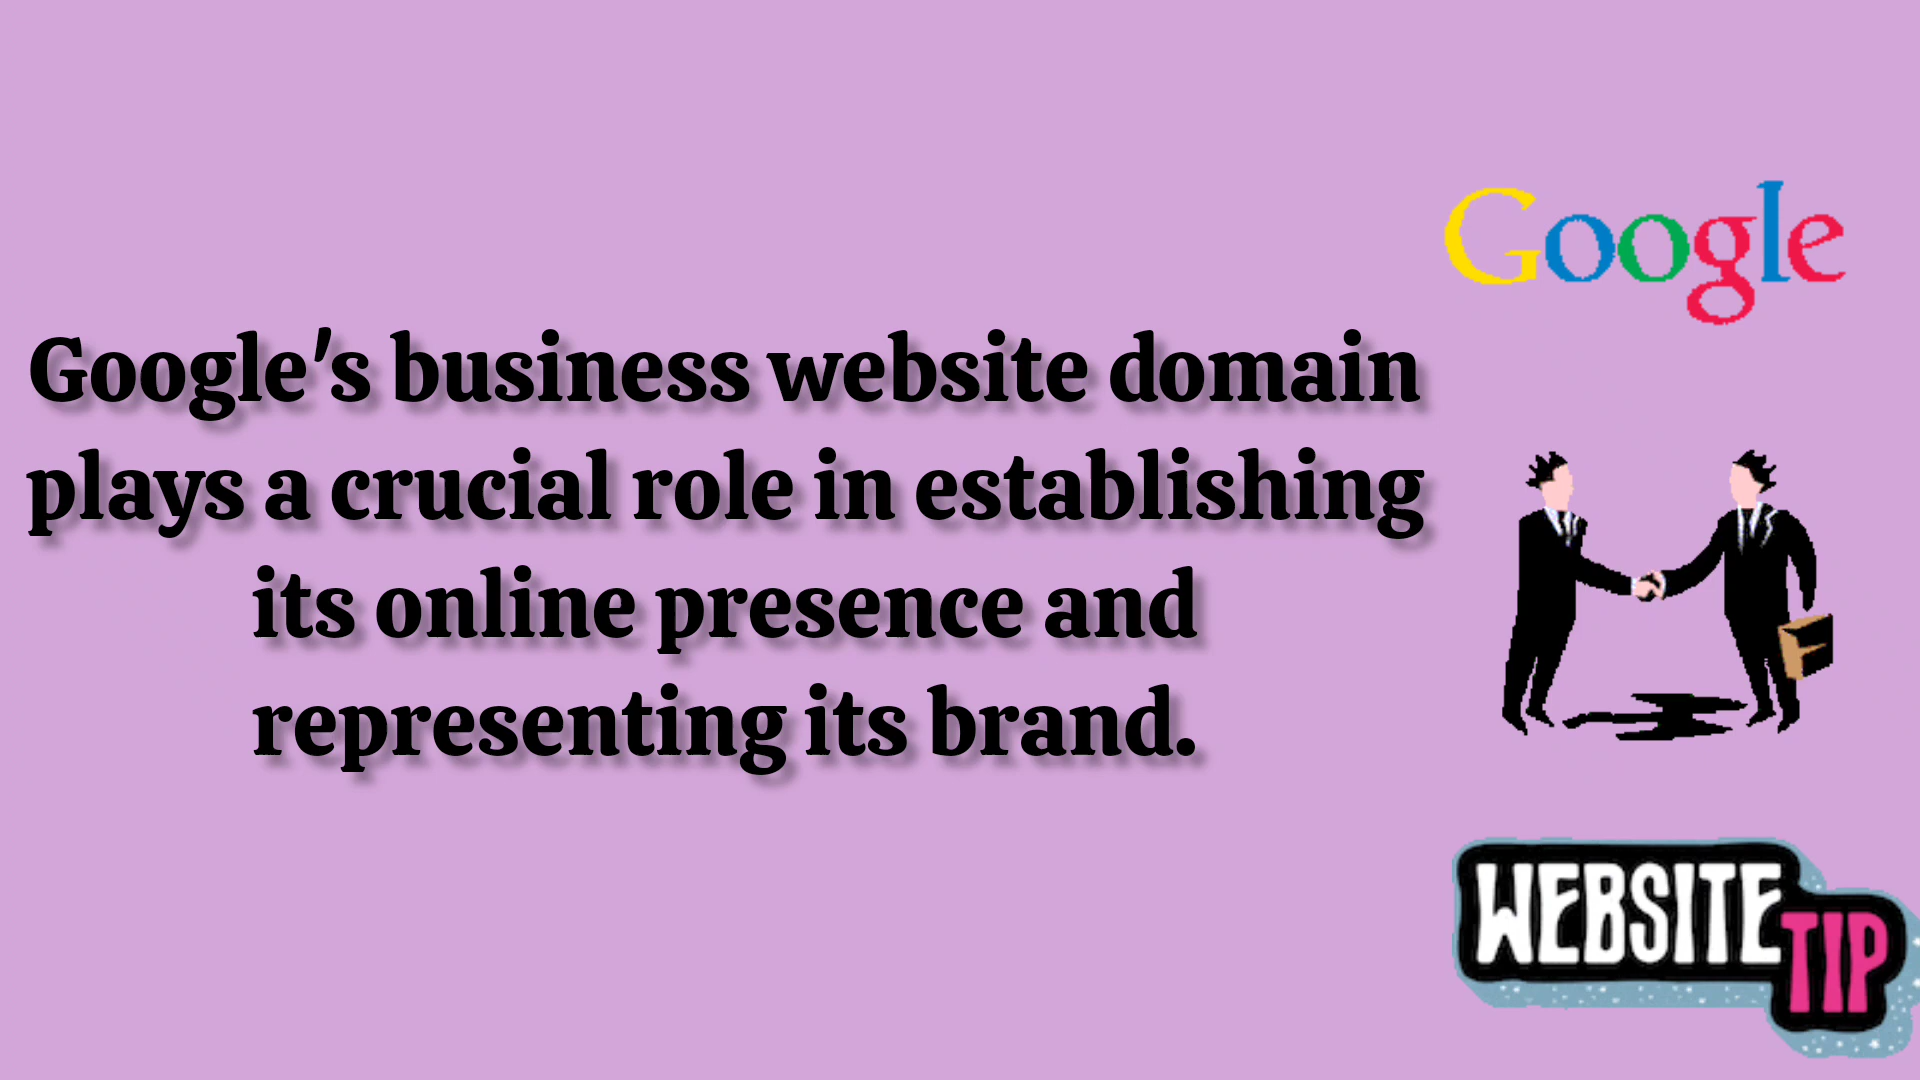 Google
Google's business website domain
plays a crucial role in establishing
its online presence and
representing its brand.
WEBSITE
TIP